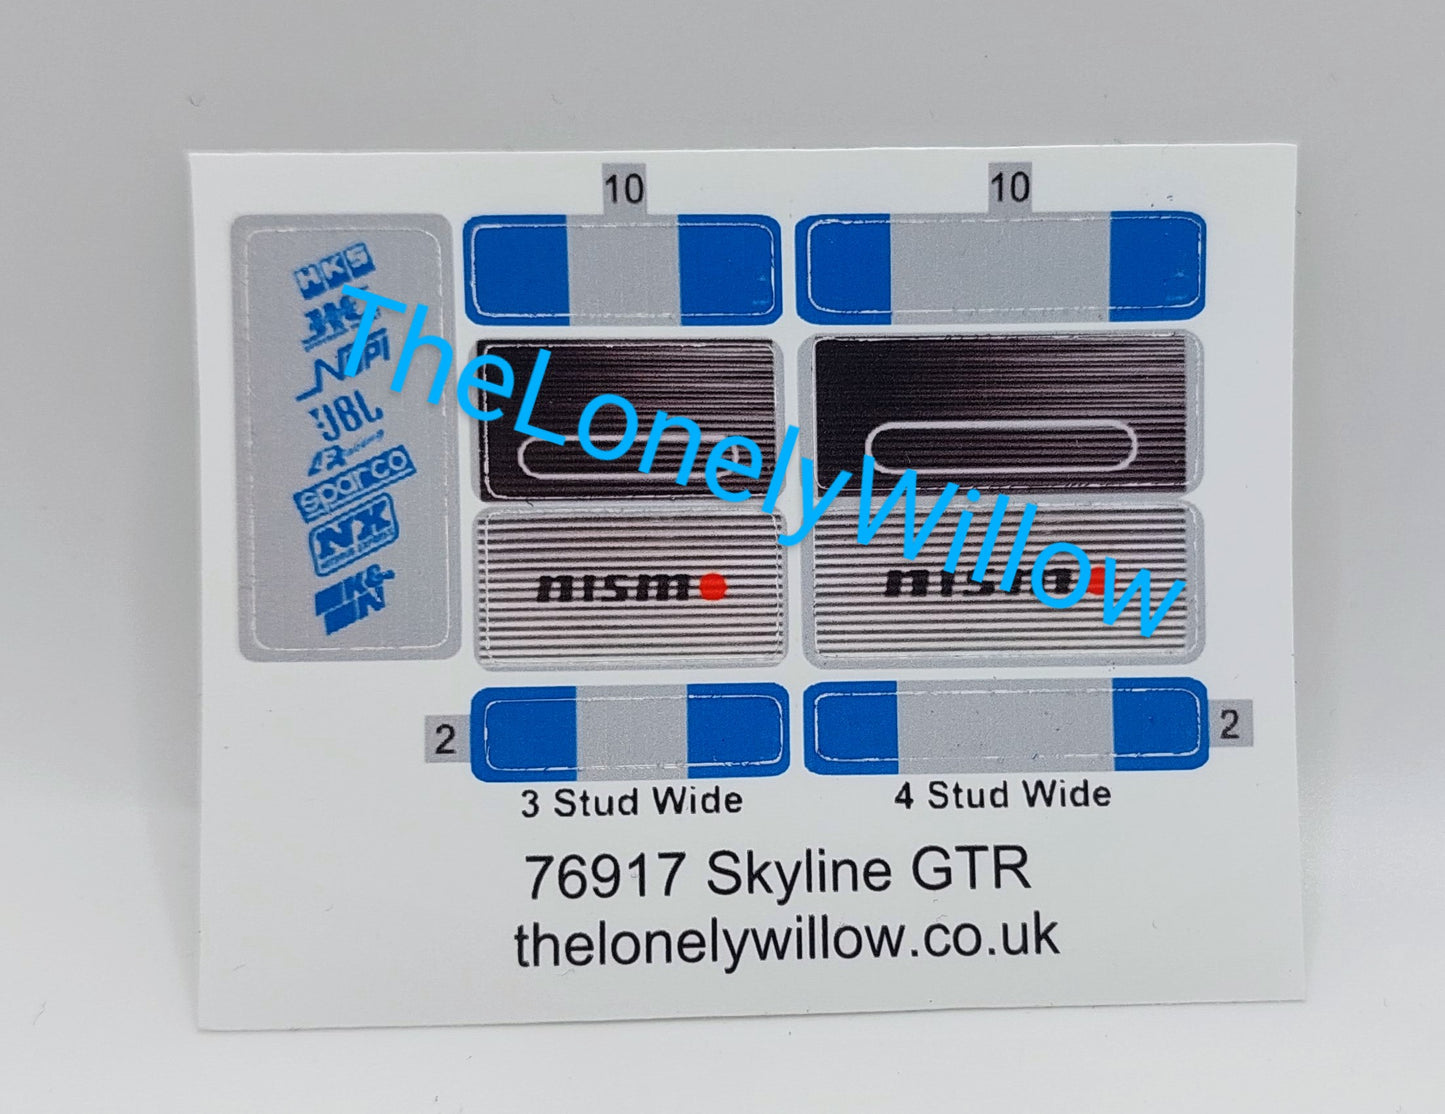 10
10
HKS
NPI
JBL
sparco
NX
K&N
TheLonelyWillow
nismo
nismo
2
2
3 Stud Wide
4 Stud Wide
76917 Skyline GTR
thelonelywillow.co.uk